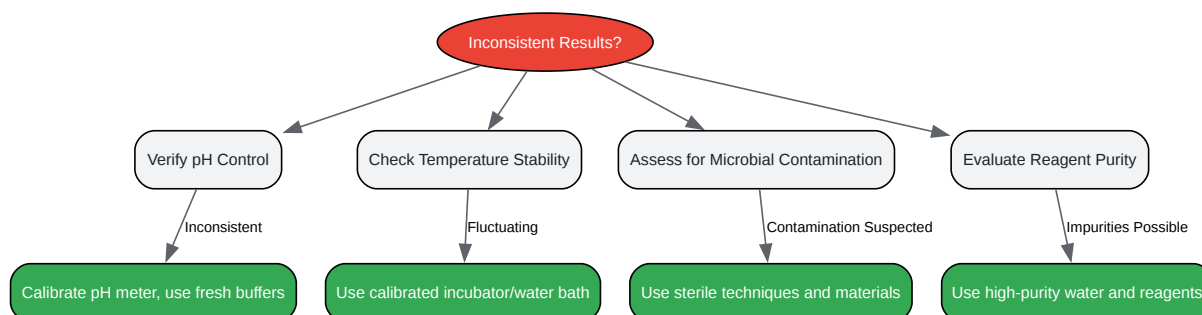 Inconsistent Results?
Verify pH Control
Check Temperature Stability
Assess for Microbial Contamination
Evaluate Reagent Purity
Inconsistent
Fluctuating
Contamination Suspected
Impurities Possible
Calibrate pH meter, use fresh buffers
Use calibrated incubator/water bath
Use sterile techniques and materials
Use high-purity water and reagents